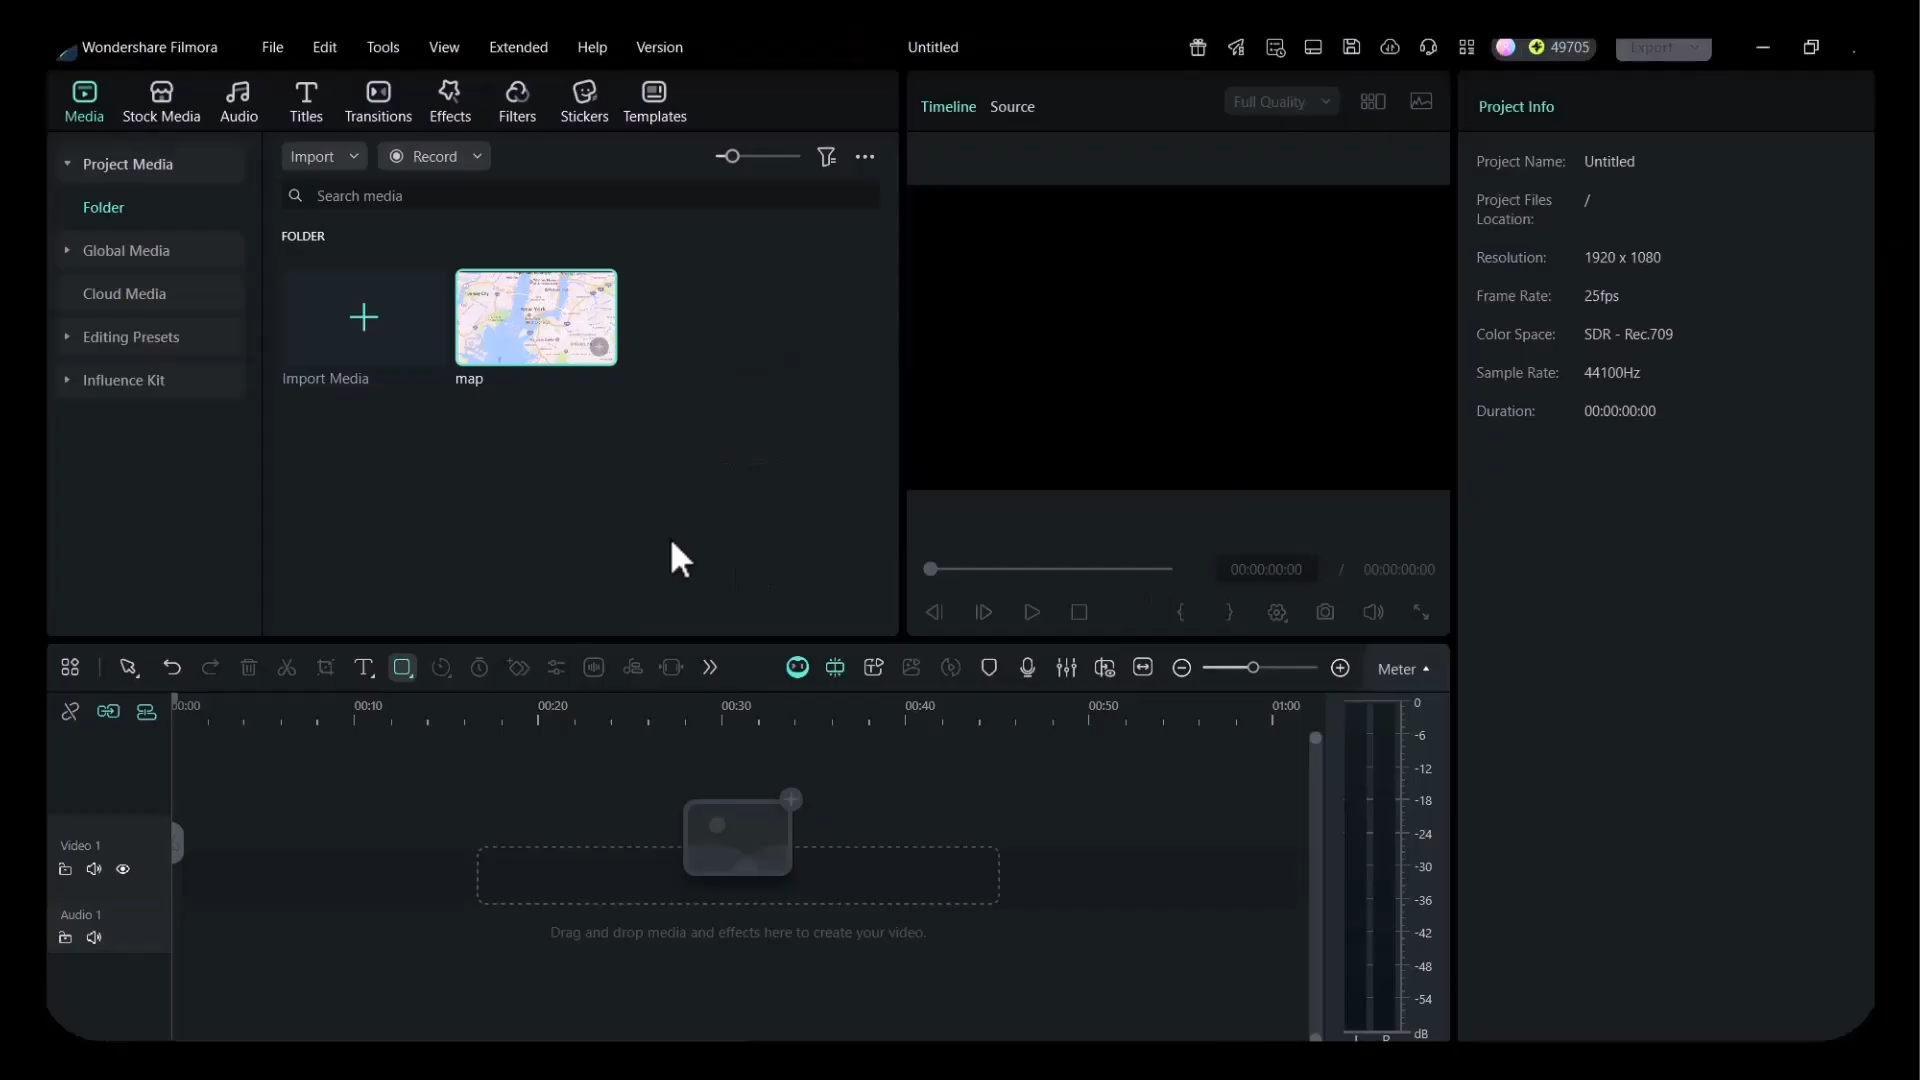 Wondershare Filmora
File
Edit
Tools
View
Extended
Help
Version
Untitled
49705
Export
Media
Stock Media
Audio
Titles
Transitions
Effects
Filters
Stickers
Templates
Timeline
Source
Full Quality
Project Info
Project Media
Folder
Global Media
Cloud Media
Editing Presets
Influence Kit
Import
Record
Search media
FOLDER
New York
Import Media
map
Project Name: Untitled
Project Files
Location: /
Resolution: 1920 x 1080
Frame Rate: 25fps
Color Space: SDR - Rec.709
Sample Rate: 44100Hz
Duration: 00:00:00:00
00:00:00:00 / 00:00:00:00
Meter
00:00
00:10
00:20
00:30
00:40
00:50
01:00
Video 1
Audio 1
Drag and drop media and effects here to create your video.
0
-6
-12
-18
-24
-30
-36
-42
-48
-54
dB